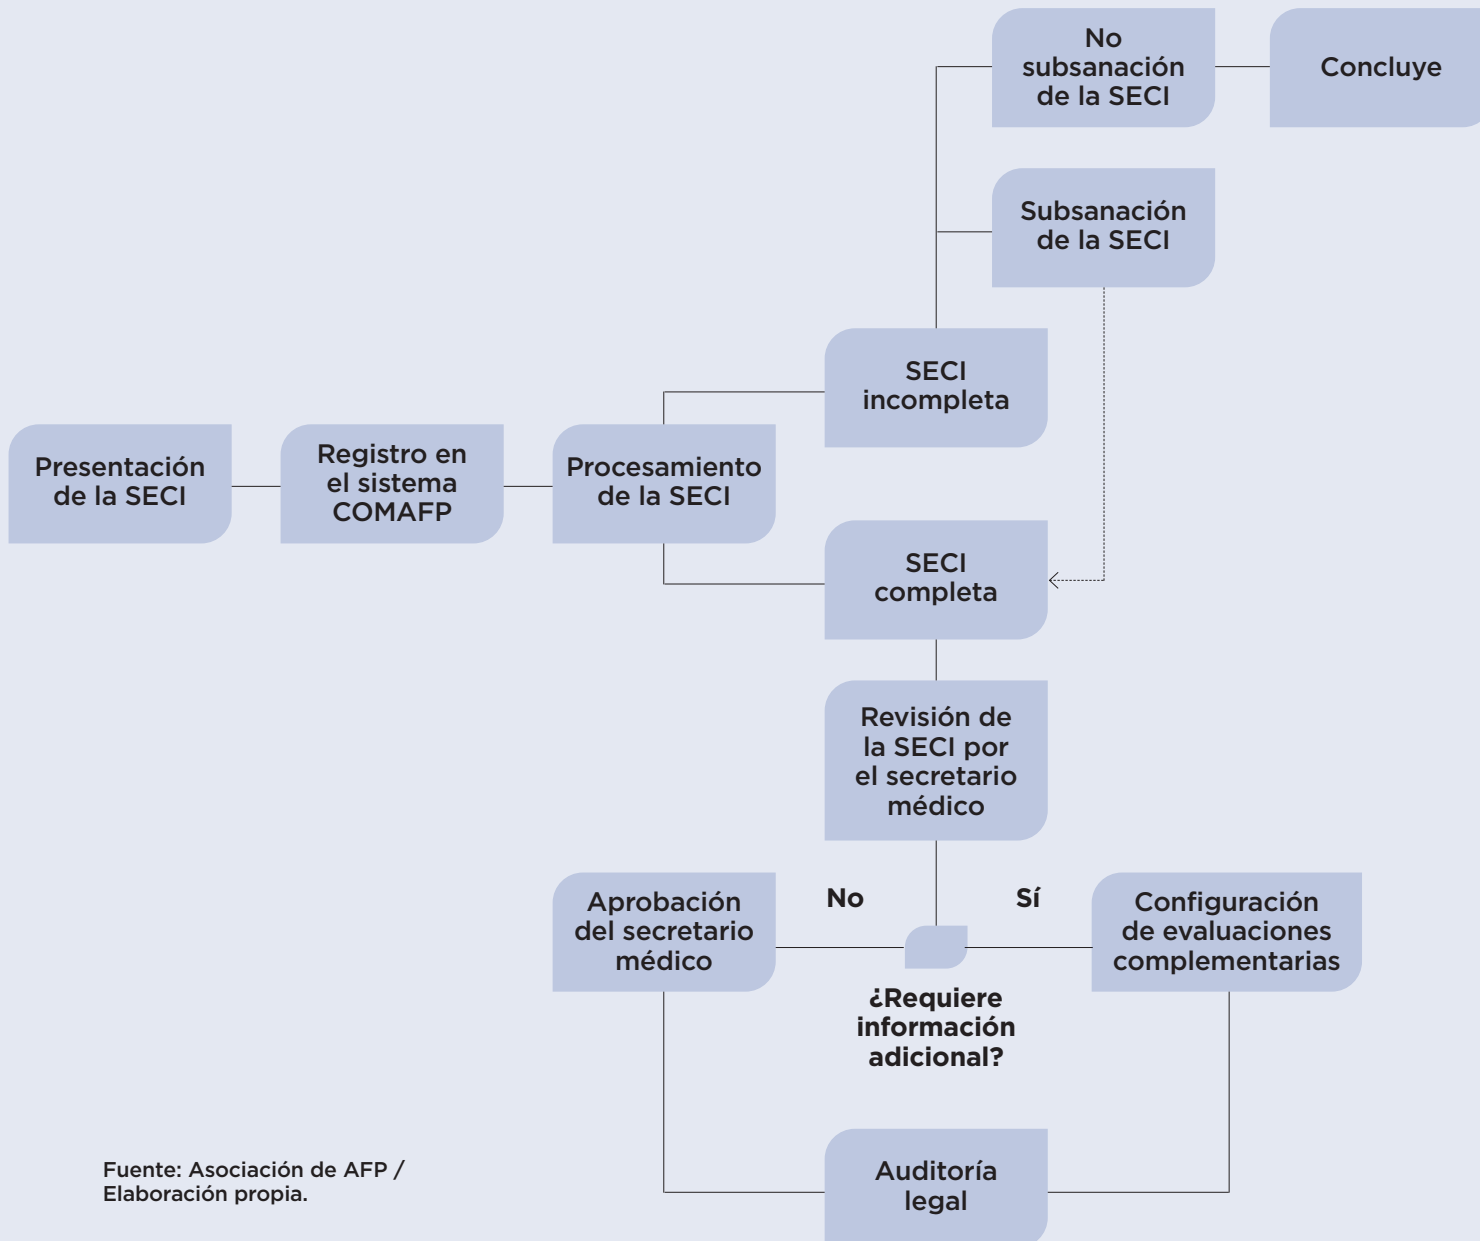 No
subsanación
de la SECI
Concluye
Subsanación
de la SECI
SECI
incompleta
Presentación
de la SECI
Registro en
el sistema
COMAFP
Procesamiento
de la SECI
SECI
completa
Revisión de
la SECI por
el secretario
médico
Aprobación
del secretario
médico
No
Sí
Configuración
de evaluaciones
complementarias
¿Requiere
información
adicional?
Auditoría
legal
Fuente: Asociación de AFP /
Elaboración propia.